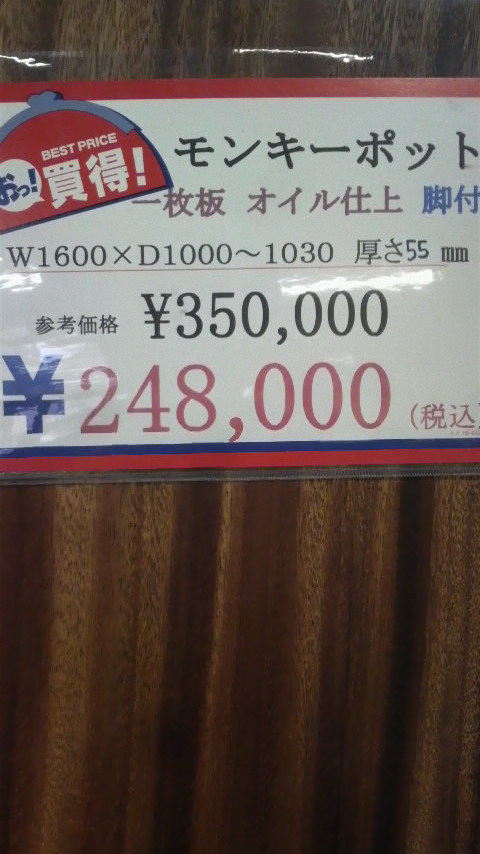 BEST PRICE
おっ!
買得!
モンキーポット
一枚板 オイル仕上 脚付
W1600×D1000〜1030 厚さ55 mm
参考価格 ¥350,000
¥248,000 (税込)